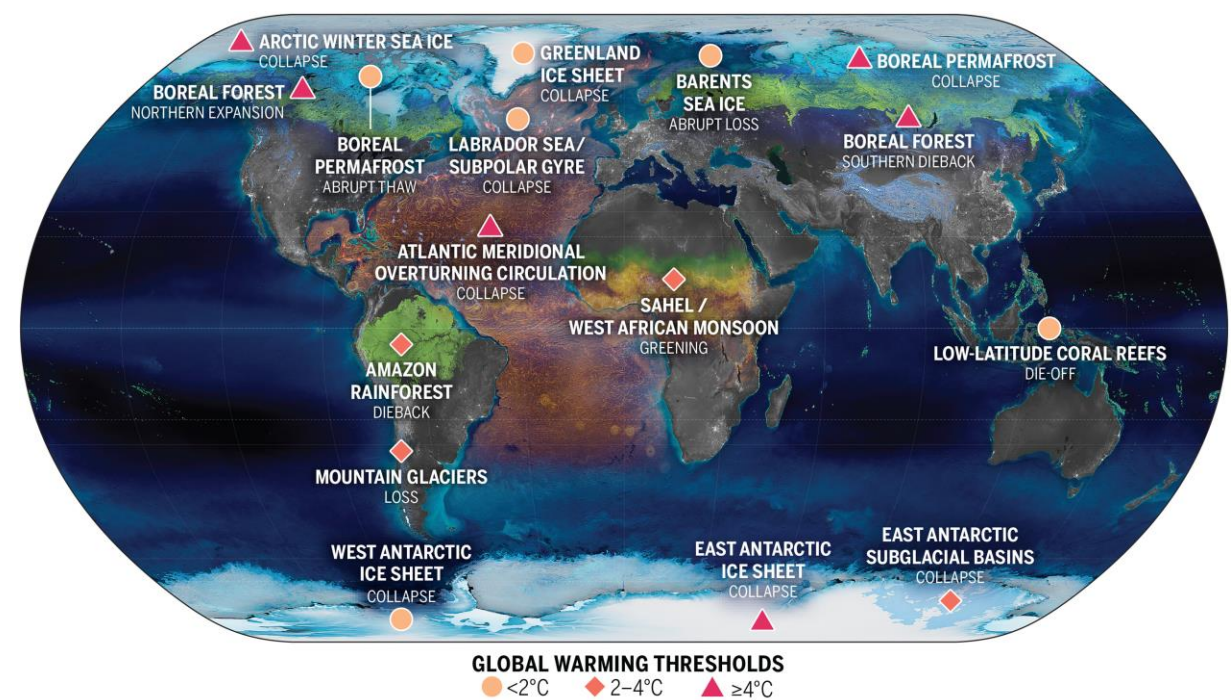 ARCTIC WINTER SEA ICE
COLLAPSE
BOREAL FOREST
NORTHERN EXPANSION
GREENLAND
ICE SHEET
COLLAPSE
BARENTS
SEA ICE
ABRUPT LOSS
BOREAL PERMAFROST
COLLAPSE
BOREAL
PERMAFROST
ABRUPT THAW
LABRADOR SEA/
SUBPOLAR GYRE
COLLAPSE
BOREAL FOREST
SOUTHERN DIEBACK
ATLANTIC MERIDIONAL
OVERTURNING CIRCULATION
COLLAPSE
SAHEL /
WEST AFRICAN MONSOON
GREENING
LOW-LATITUDE CORAL REEFS
DIE-OFF
AMAZON
RAINFOREST
DIEBACK
MOUNTAIN GLACIERS
LOSS
WEST ANTARCTIC
ICE SHEET
COLLAPSE
EAST ANTARCTIC
ICE SHEET
COLLAPSE
EAST ANTARCTIC
SUBGLACIAL BASINS
COLLAPSE
GLOBAL WARMING THRESHOLDS
<2°C 2–4°C ≥4°C